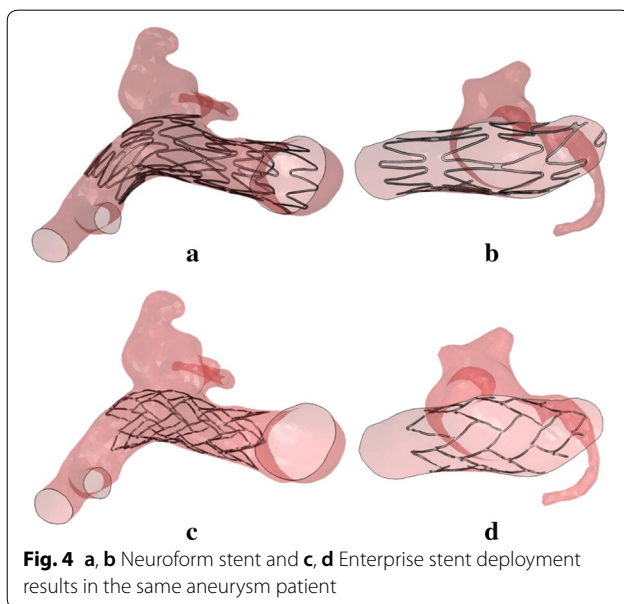 a
b
c
d
Fig. 4 a, b Neuroform stent and c, d Enterprise stent deployment
results in the same aneurysm patient